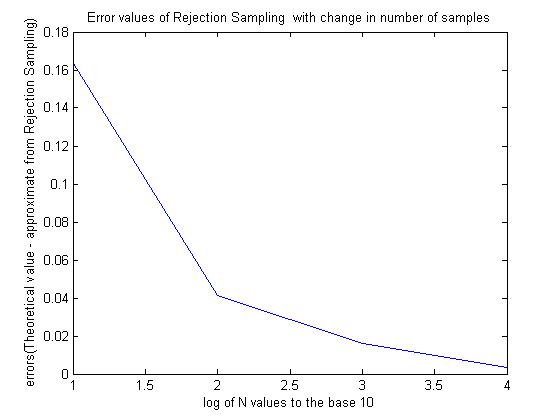 Error values of Rejection Sampling with change in number of samples
errors(Theoretical value - approximate from Rejection Sampling)
0.18
0.16
0.14
0.12
0.1
0.08
0.06
0.04
0.02
0
1 1.5 2 2.5 3 3.5 4
log of N values to the base 10